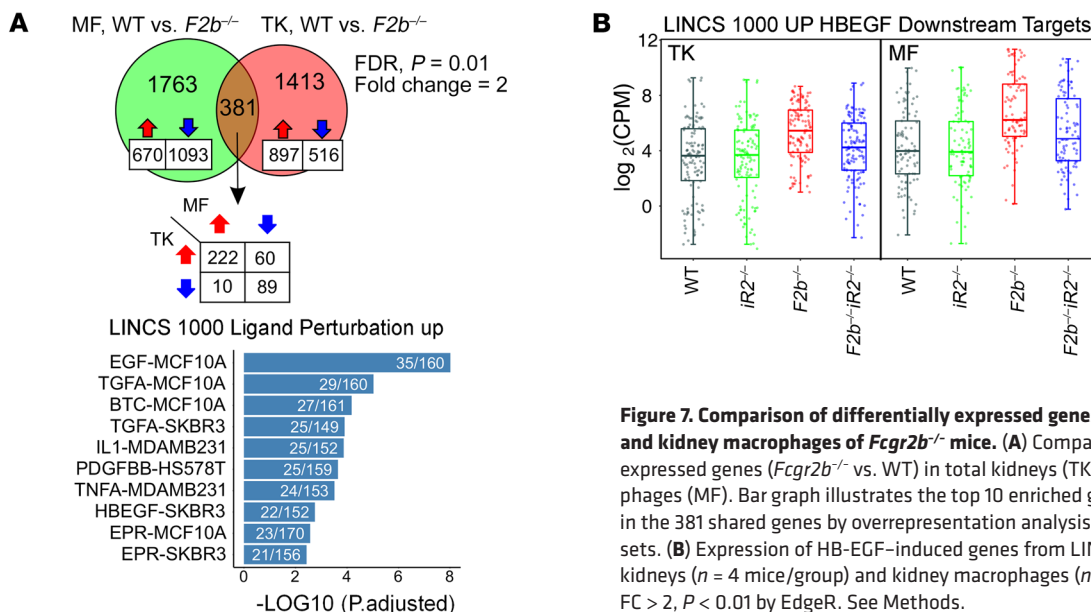 A
MF, WT vs. F2b–/–
TK, WT vs. F2b–/–
1763
381
1413
FDR, P = 0.01
Fold change = 2
670 1093
897 516
MF
TK
222 60
10 89
LINCS 1000 Ligand Perturbation up
EGF-MCF10A 35/160
TGFA-MCF10A 29/160
BTC-MCF10A 27/161
TGFA-SKBR3 25/149
IL1-MDAMB231 25/152
PDGFBB-HS578T 25/159
TNFA-MDAMB231 24/153
HBEGF-SKBR3 22/152
EPR-MCF10A 23/170
EPR-SKBR3 21/156
0 2 4 6 8
-LOG10 (P.adjusted)
B
LINCS 1000 UP HBEGF Downstream Targets
TK
MF
12
8
4
0
log 2(CPM)
WT
iR2–/–
F2b–/–
F2b–/–iR2–/–
WT
iR2–/–
F2b–/–
F2b–/–iR2–/–
Figure 7. Comparison of differentially expressed gene
and kidney macrophages of Fcgr2b–/– mice. (A) Compa
expressed genes (Fcgr2b–/– vs. WT) in total kidneys (TK
phages (MF). Bar graph illustrates the top 10 enriched g
in the 381 shared genes by overrepresentation analysis
sets. (B) Expression of HB-EGF–induced genes from LIN
kidneys (n = 4 mice/group) and kidney macrophages (n
FC > 2, P < 0.01 by EdgeR. See Methods.